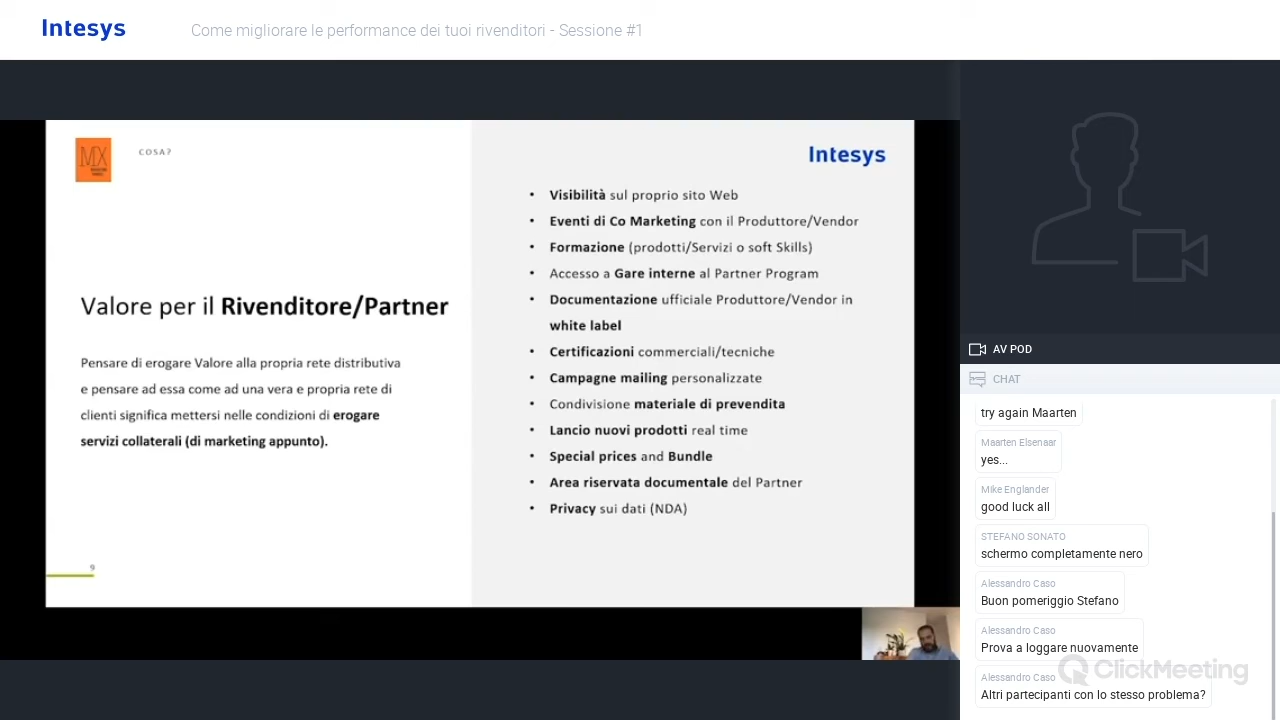 Intesys
Come migliorare le performance dei tuoi rivenditori - Sessione #1
MX
COSA?
Intesys
Valore per il Rivenditore/Partner
Pensare di erogare Valore alla propria rete distributiva
e pensare ad essa come ad una vera e propria rete di
clienti significa mettersi nelle condizioni di erogare
servizi collaterali (di marketing appunto).
9
• Visibilità sul proprio sito Web
• Eventi di Co Marketing con il Produttore/Vendor
• Formazione (prodotti/Servizi o soft Skills)
• Accesso a Gare interne al Partner Program
• Documentazione ufficiale Produttore/Vendor in
white label
• Certificazioni commerciali/tecniche
• Campagne mailing personalizzate
• Condivisione materiale di prevendita
• Lancio nuovi prodotti real time
• Special prices and Bundle
• Area riservata documentale del Partner
• Privacy sui dati (NDA)
AV POD
CHAT
try again Maarten
Maarten Elsenaar
yes...
Mike Englander
good luck all
STEFANO SONATO
schermo completamente nero
Alessandro Caso
Buon pomeriggio Stefano
Alessandro Caso
Prova a loggare nuovamente
Alessandro Caso
Altri partecipanti con lo stesso problema?
ClickMeeting